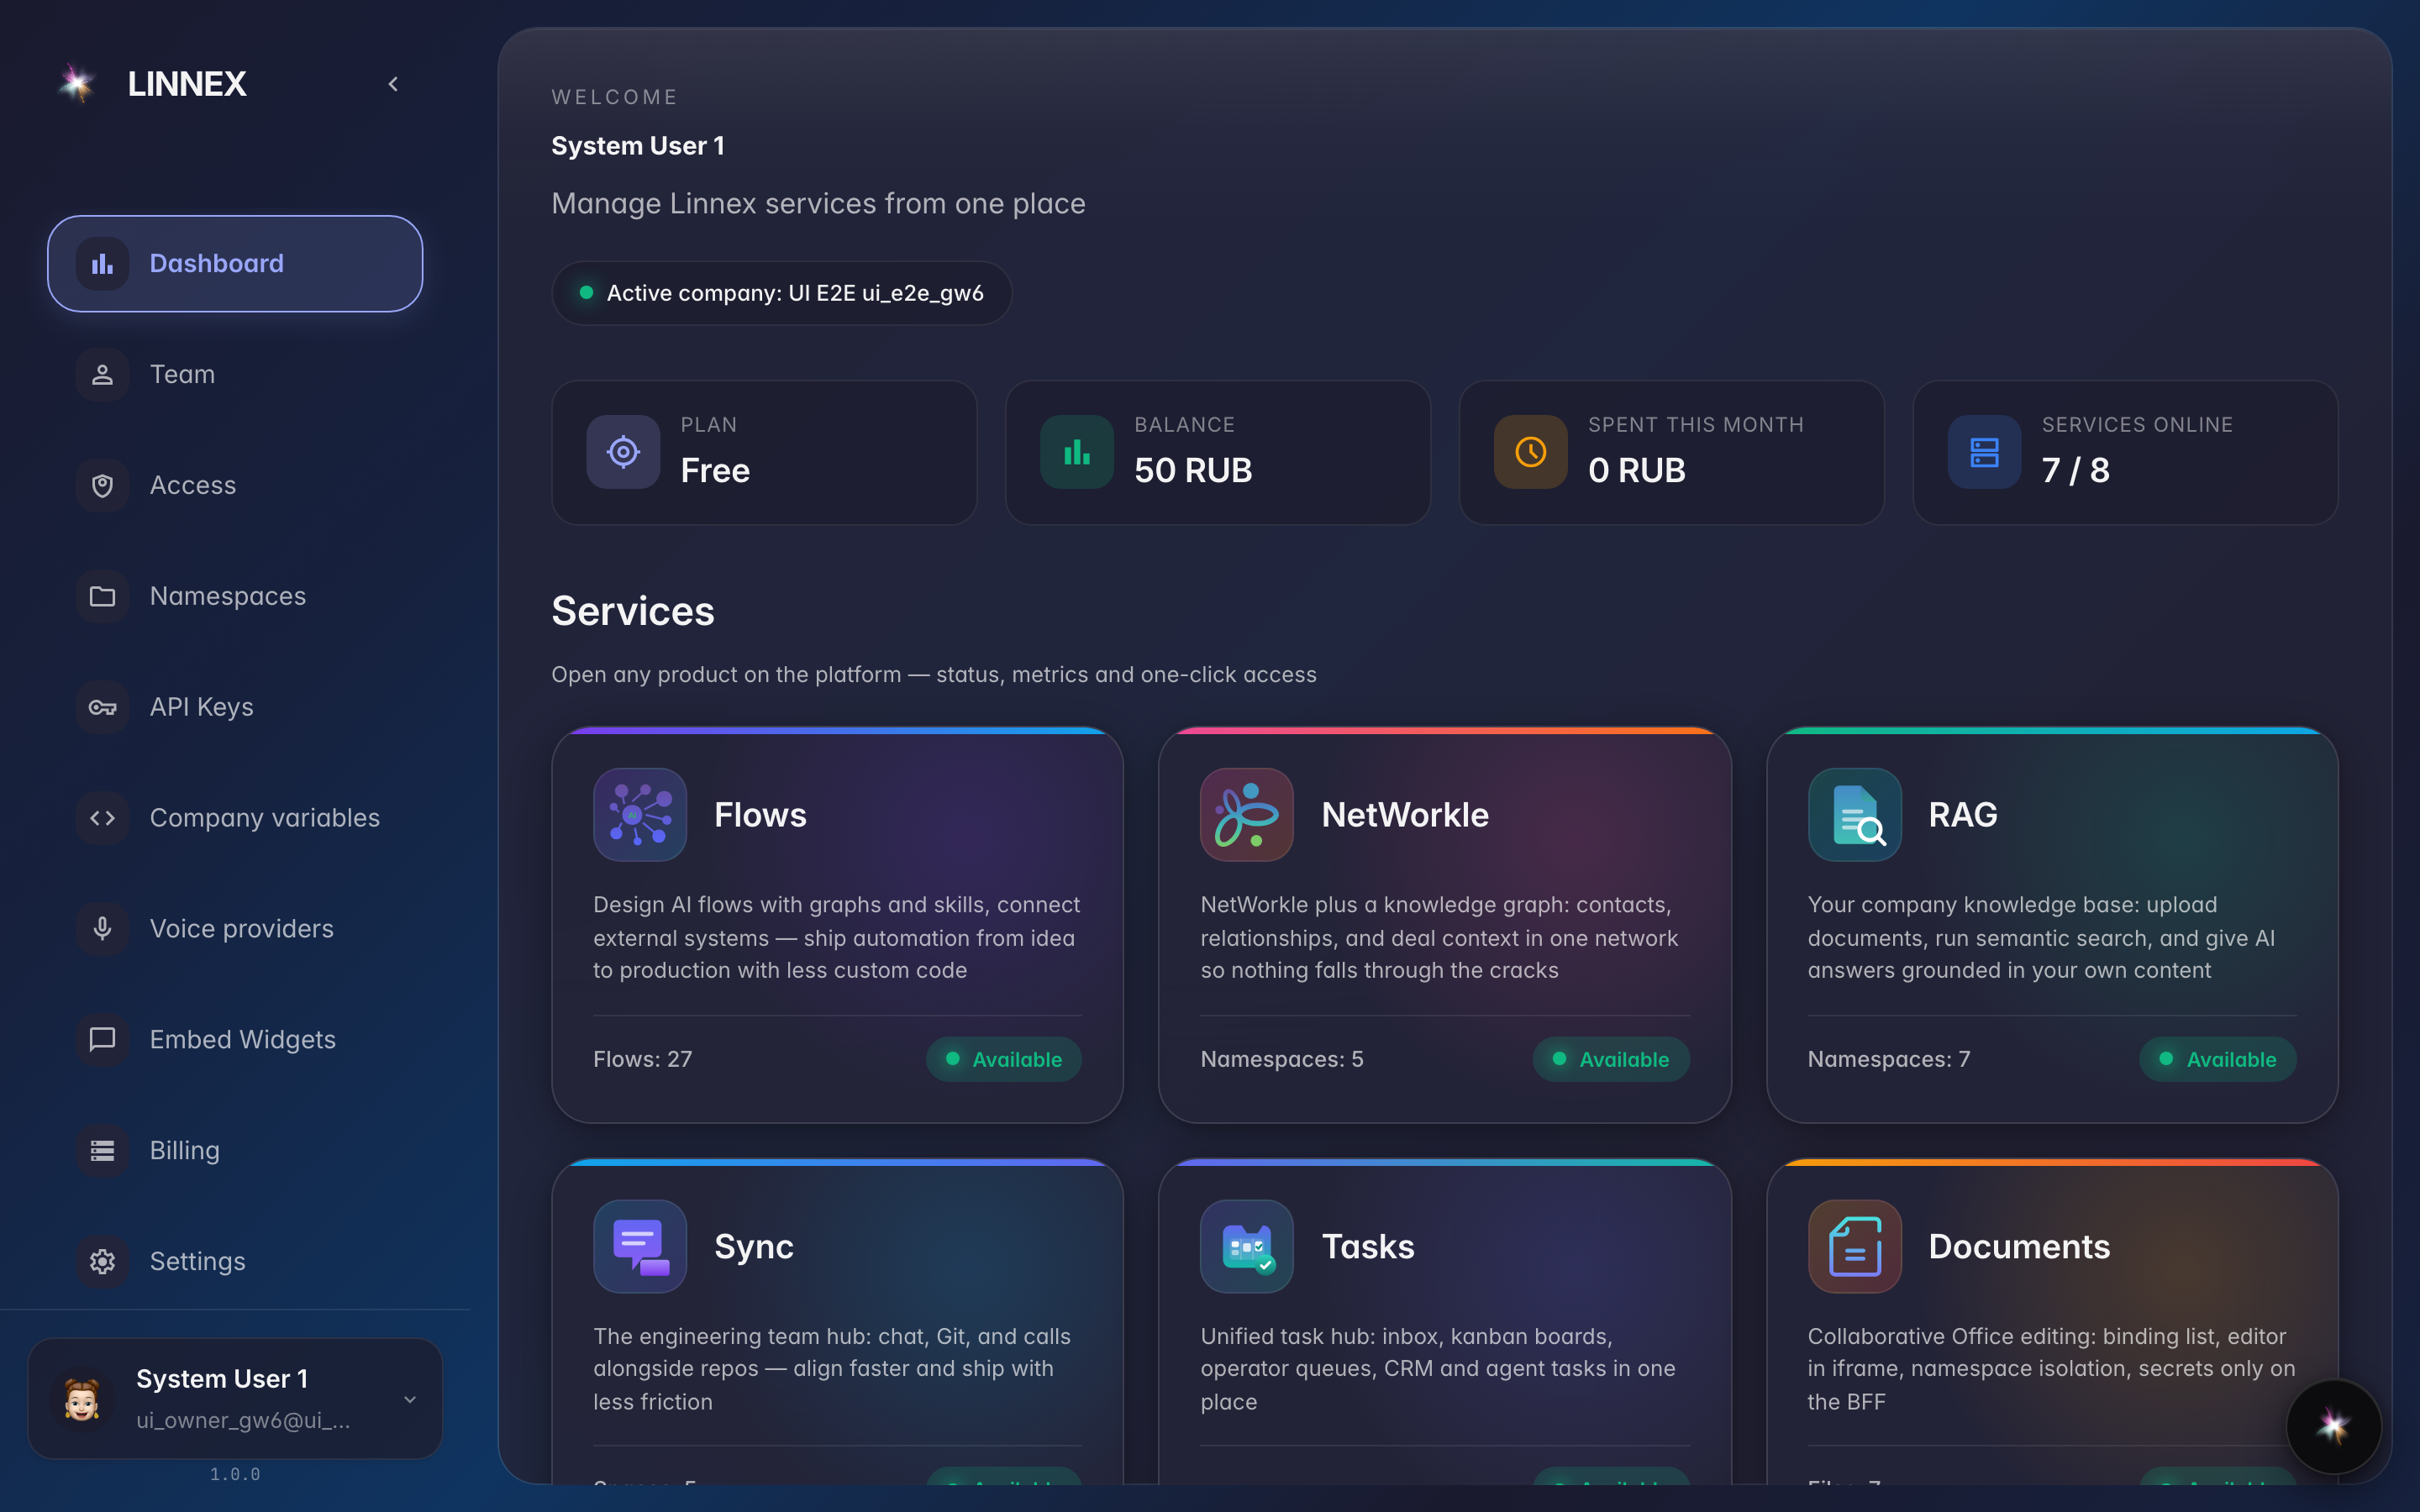 LINNEX
Dashboard
Team
Access
Namespaces
API Keys
Company variables
Voice providers
Embed Widgets
Billing
Settings
System User 1
ui_owner_gw6@ui_...
1.0.0
WELCOME
System User 1
Manage Linnex services from one place
Active company: UI E2E ui_e2e_gw6
PLAN
Free
BALANCE
50 RUB
SPENT THIS MONTH
0 RUB
SERVICES ONLINE
7 / 8
Services
Open any product on the platform — status, metrics and one-click access
Flows
Design AI flows with graphs and skills, connect
external systems — ship automation from idea
to production with less custom code
Flows: 27
Available
NetWorkle
NetWorkle plus a knowledge graph: contacts,
relationships, and deal context in one network
so nothing falls through the cracks
Namespaces: 5
Available
RAG
Your company knowledge base: upload
documents, run semantic search, and give AI
answers grounded in your own content
Namespaces: 7
Available
Sync
The engineering team hub: chat, Git, and calls
alongside repos — align faster and ship with
less friction
Tasks
Unified task hub: inbox, kanban boards,
operator queues, CRM and agent tasks in one
place
Documents
Collaborative Office editing: binding list, editor
in iframe, namespace isolation, secrets only on
the BFF